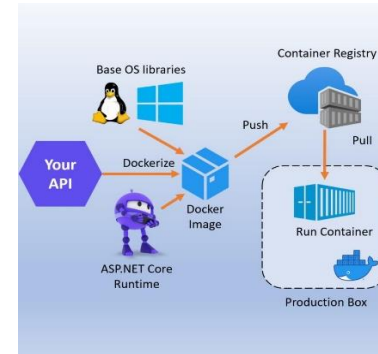 Container Registry
Base OS libraries
Push
Pull
Your
API
Dockerize
Docker
Image
Run Container
ASP.NET Core
Runtime
Production Box